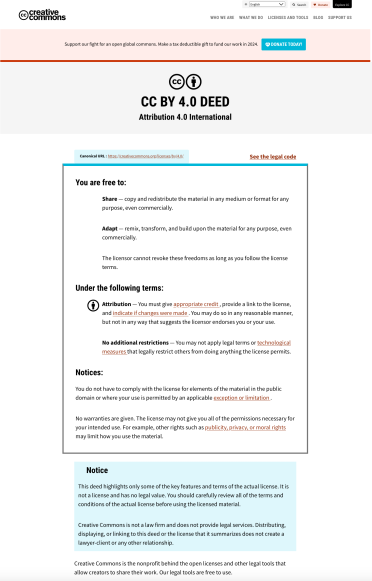 creative commons
English
Search
Donate
Explore CC
WHO WE ARE WHAT WE DO LICENSES AND TOOLS BLOG SUPPORT US
Support our fight for an open global commons. Make a tax deductible gift to fund our work in 2024. DONATE TODAY!
CC BY 4.0 DEED
Attribution 4.0 International
Canonical URL : https://creativecommons.org/licenses/by/4.0/
See the legal code
You are free to:
Share — copy and redistribute the material in any medium or format for any
purpose, even commercially.
Adapt — remix, transform, and build upon the material for any purpose, even
commercially.
The licensor cannot revoke these freedoms as long as you follow the license
terms.
Under the following terms:
Attribution — You must give appropriate credit , provide a link to the license,
and indicate if changes were made . You may do so in any reasonable manner,
but not in any way that suggests the licensor endorses you or your use.
No additional restrictions — You may not apply legal terms or technological
measures that legally restrict others from doing anything the license permits.
Notices:
You do not have to comply with the license for elements of the material in the public
domain or where your use is permitted by an applicable exception or limitation .
No warranties are given. The license may not give you all of the permissions necessary for
your intended use. For example, other rights such as publicity, privacy, or moral rights
may limit how you use the material.
Notice
This deed highlights only some of the key features and terms of the actual license. It is
not a license and has no legal value. You should carefully review all of the terms and
conditions of the actual license before using the licensed material.
Creative Commons is not a law firm and does not provide legal services. Distributing,
displaying, or linking to this deed or the license that it summarizes does not create a
lawyer-client or any other relationship.
Creative Commons is the nonprofit behind the open licenses and other legal tools that
allow creators to share their work. Our legal tools are free to use.